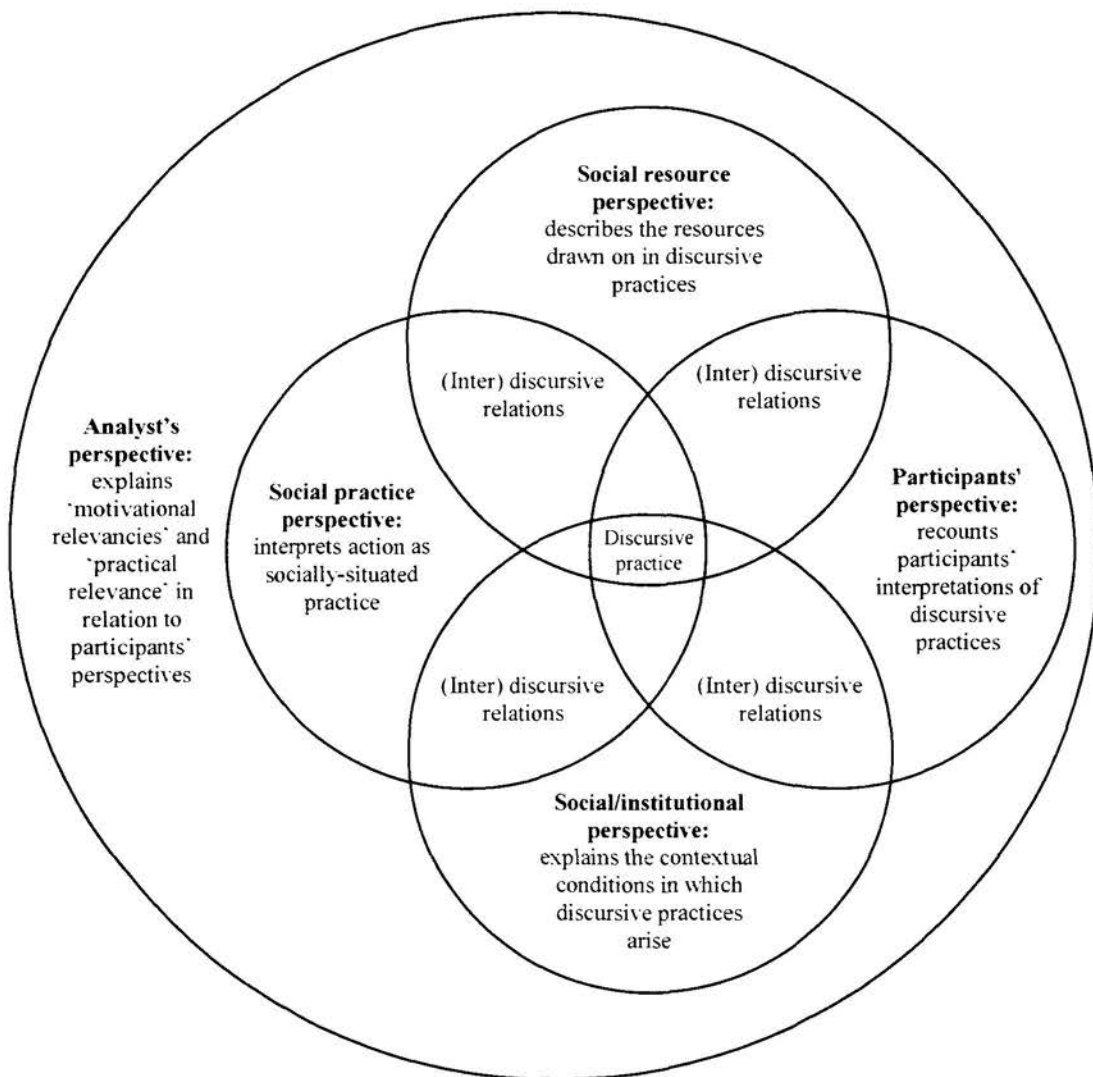 Social resource
perspective:
describes the resources
drawn on in discursive
practices
(Inter) discursive
relations
(Inter) discursive
relations
Analyst's
perspective:
explains
'motivational
relevancies' and
'practical
relevance' in
relation to
participants'
perspectives
Social practice
perspective:
interprets action as
socially-situated
practice
Discursive
practice
Participants'
perspective:
recounts
participants'
interpretations of
discursive
practices
(Inter) discursive
relations
(Inter) discursive
relations
Social/institutional
perspective:
explains the contextual
conditions in which
discursive practices
arise